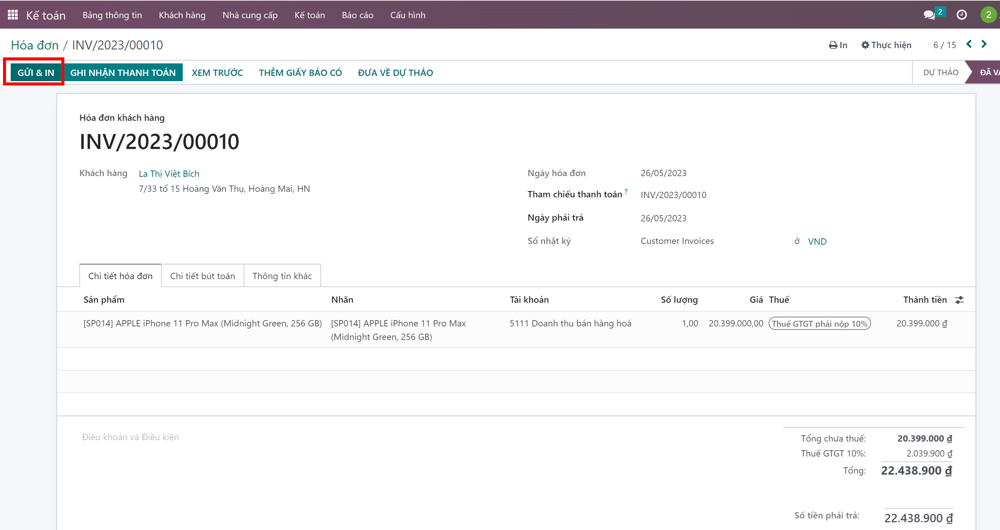 Kế toán Bảng thông tin Khách hàng Nhà cung cấp Kế toán Báo cáo Cấu hình 2 2
Hóa đơn / INV/2023/00010 In Thực hiện 6 / 15
GỬI & IN GHI NHẬN THANH TOÁN XEM TRƯỚC THÊM GIẤY BÁO CÓ ĐƯA VỀ DỰ THẢO DỰ THẢO ĐÃ
Hóa đơn khách hàng
INV/2023/00010
Khách hàng La Thị Việt Bích Ngày hóa đơn 26/05/2023
7/33 tổ 15 Hoàng Văn Thụ, Hoàng Mai, HN
Tham chiếu thanh toán ? INV/2023/00010
Ngày phải trả 26/05/2023
Sổ nhật ký Customer Invoices ở VND
Chi tiết hóa đơn Chi tiết bút toán Thông tin khác
Sản phẩm Nhãn Tài khoản Số lượng Giá Thuế Thành tiền
[SP014] APPLE iPhone 11 Pro Max (Midnight Green, 256 GB) [SP014] APPLE iPhone 11 Pro Max 5111 Doanh thu bán hàng hoá 1,00 20.399.000,00 Thuế GTGT phải nộp 10% 20.399.000 ₫
(Midnight Green, 256 GB)
Điều khoản và Điều kiện
Tổng chưa thuế: 20.399.000 ₫
Thuế GTGT 10%: 2.039.900 ₫
Tổng: 22.438.900 ₫
Số tiền phải trả: 22.438.900 ₫